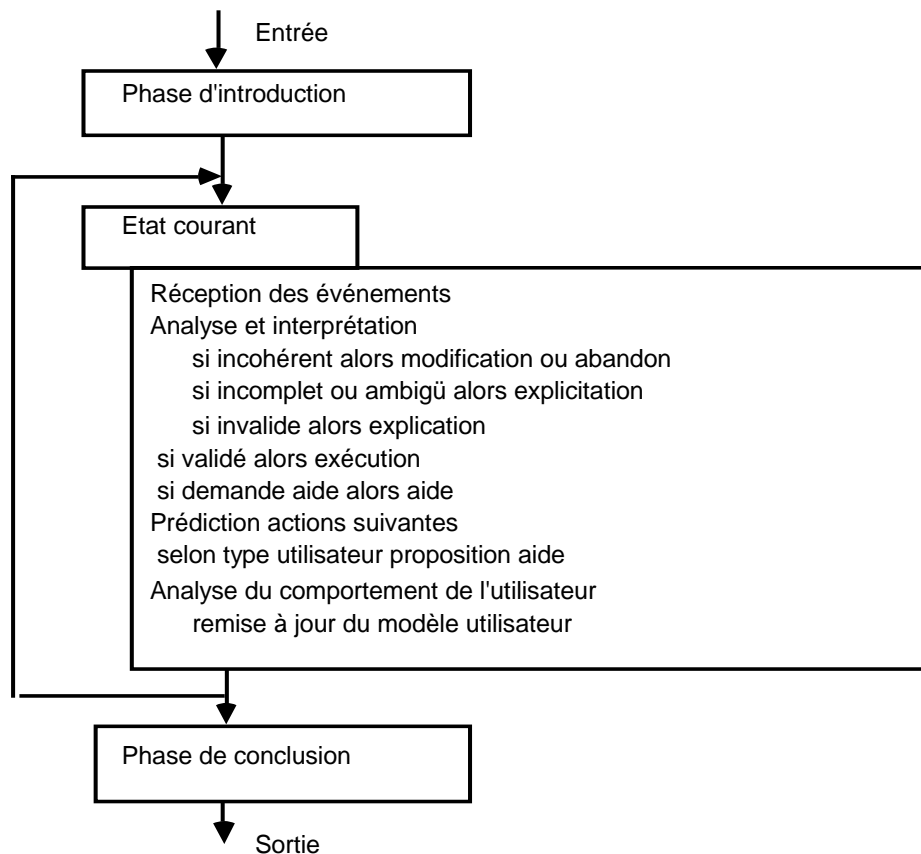 Entrée
Phase d'introduction
Etat courant
Réception des événements
Analyse et interprétation
si incohérent alors modification ou abandon
si incomplet ou ambigü alors explicitation
si invalide alors explication
si validé alors exécution
si demande aide alors aide
Prédiction actions suivantes
selon type utilisateur proposition aide
Analyse du comportement de l'utilisateur
remise à jour du modèle utilisateur
Phase de conclusion
Sortie